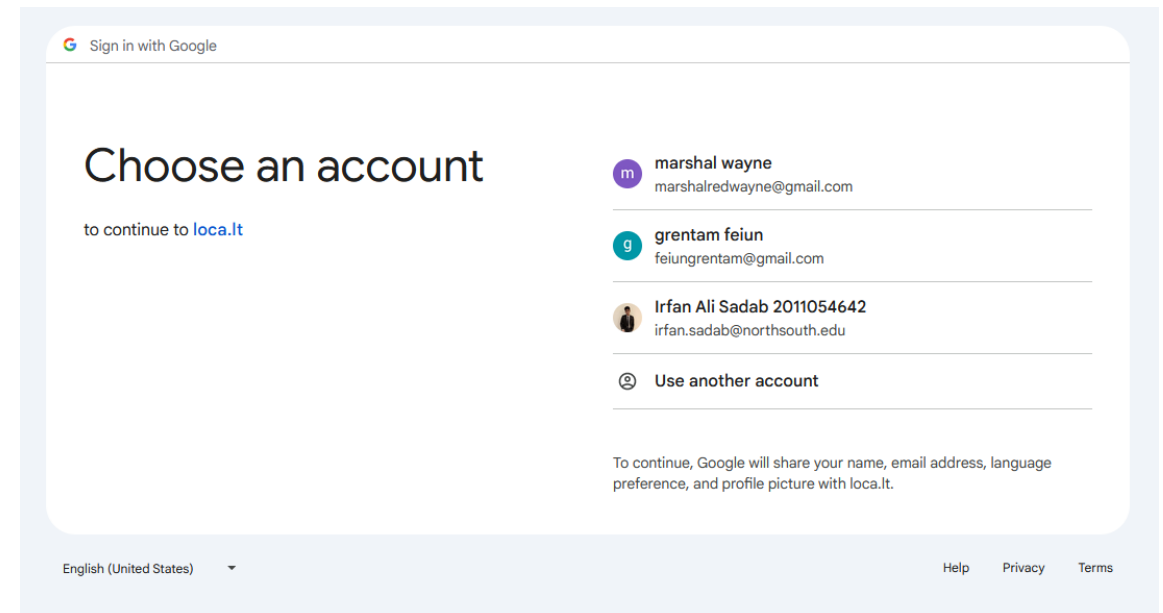 Sign in with Google
Choose an account
to continue to loca.lt
m
marshal wayne
marshalredwayne@gmail.com
g
grentam feiun
feiungrentam@gmail.com
Irfan Ali Sadab 2011054642
irfan.sadab@northsouth.edu
Use another account
To continue, Google will share your name, email address, language
preference, and profile picture with loca.lt.
English (United States)
Help Privacy Terms